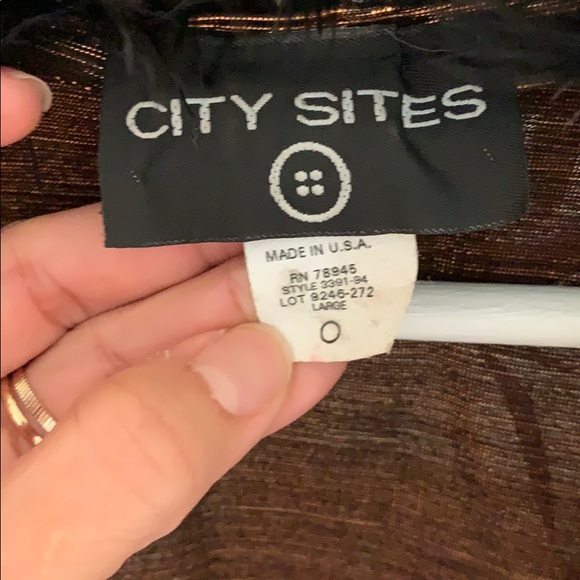 CITY SITES
MADE IN U.S.A.
RN 78945
STYLE 3391-94
LOT 9246-272
LARGE
O